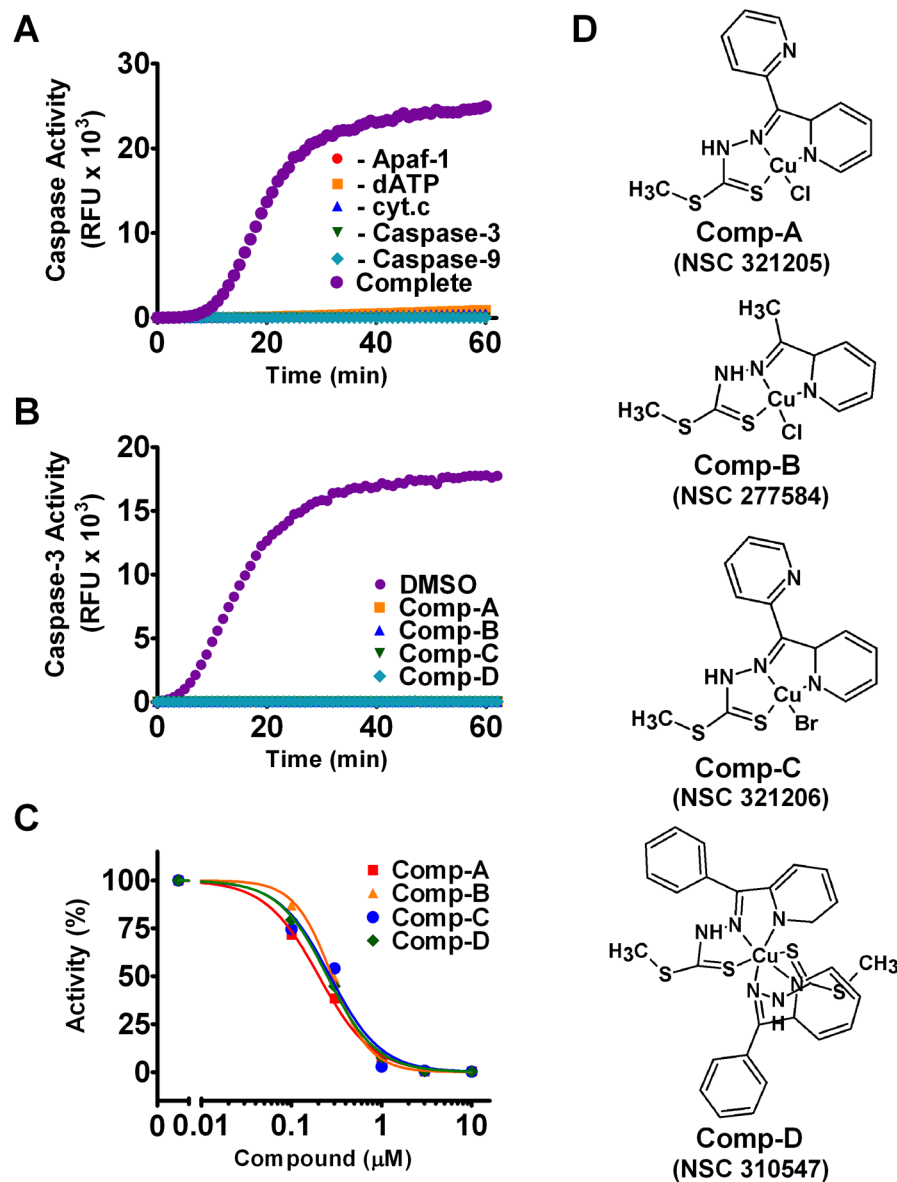 A
Caspase Activity
(RFU x 10³)
30
20
10
0
- Apaf-1
- dATP
- cyt.c
- Caspase-3
- Caspase-9
Complete
0 20 40 60
Time (min)
B
Caspase-3 Activity
(RFU x 10³)
20
15
10
5
0
DMSO
Comp-A
Comp-B
Comp-C
Comp-D
0 20 40 60
Time (min)
C
Activity (%)
100
75
50
25
0
Comp-A
Comp-B
Comp-C
Comp-D
0 0.01 0.1 1 10
Compound (μM)
D
N
NH N
Cu N
H3C S S Cl
Comp-A
(NSC 321205)
CH3
NH N
Cu N
H3C S S Cl
Comp-B
(NSC 277584)
N
NH N
Cu N
H3C S S Br
Comp-C
(NSC 321206)
N N
NH
Cu S
H3C S S CH3
N N N S
H
Comp-D
(NSC 310547)